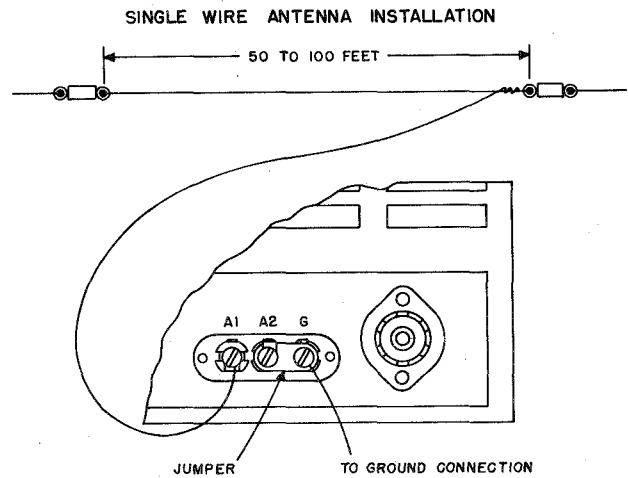 SINGLE WIRE ANTENNA INSTALLATION
50 TO 100 FEET
A1 A2 G
JUMPER
TO GROUND CONNECTION